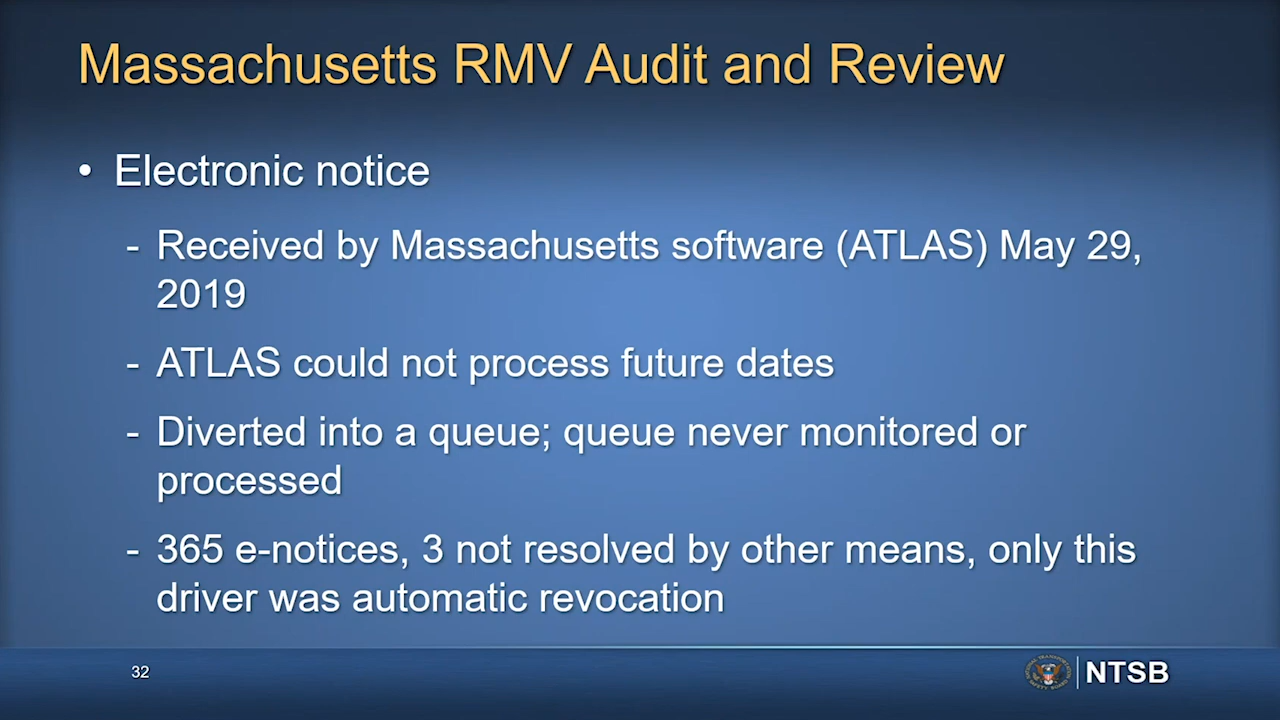 Massachusetts RMV Audit and Review
• Electronic notice
- Received by Massachusetts software (ATLAS) May 29,
2019
- ATLAS could not process future dates
- Diverted into a queue; queue never monitored or
processed
- 365 e-notices, 3 not resolved by other means, only this
driver was automatic revocation
32
NTSB